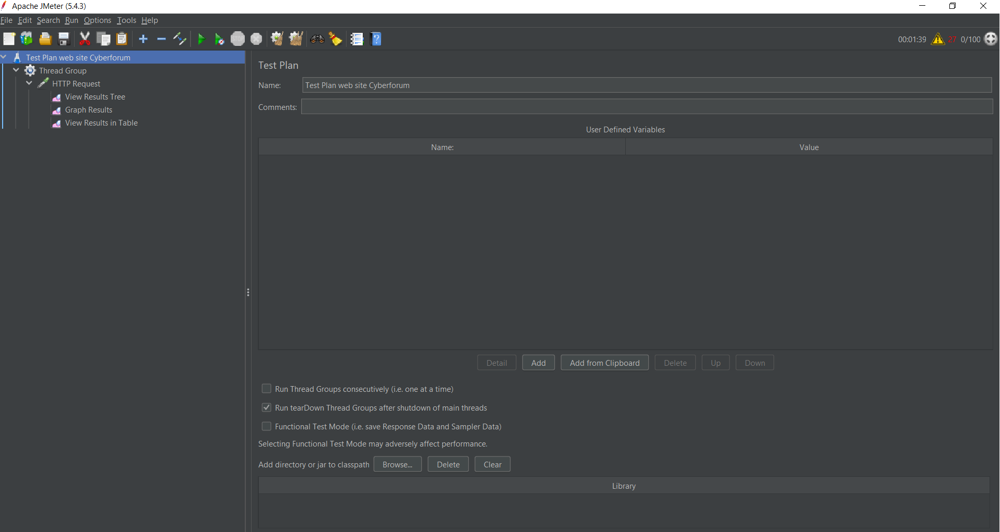 Apache JMeter (5.4.3)
File Edit Search Run Options Tools Help
STOP
00:01:39 27 0/100
Test Plan web site Cyberforum
Thread Group
HTTP Request
View Results Tree
Graph Results
View Results in Table
Test Plan
Name: Test Plan web site Cyberforum
Comments:
User Defined Variables
Name: Value
Detail Add Add from Clipboard Delete Up Down
Run Thread Groups consecutively (i.e. one at a time)
Run tearDown Thread Groups after shutdown of main threads
Functional Test Mode (i.e. save Response Data and Sampler Data)
Selecting Functional Test Mode may adversely affect performance.
Add directory or jar to classpath Browse... Delete Clear
Library